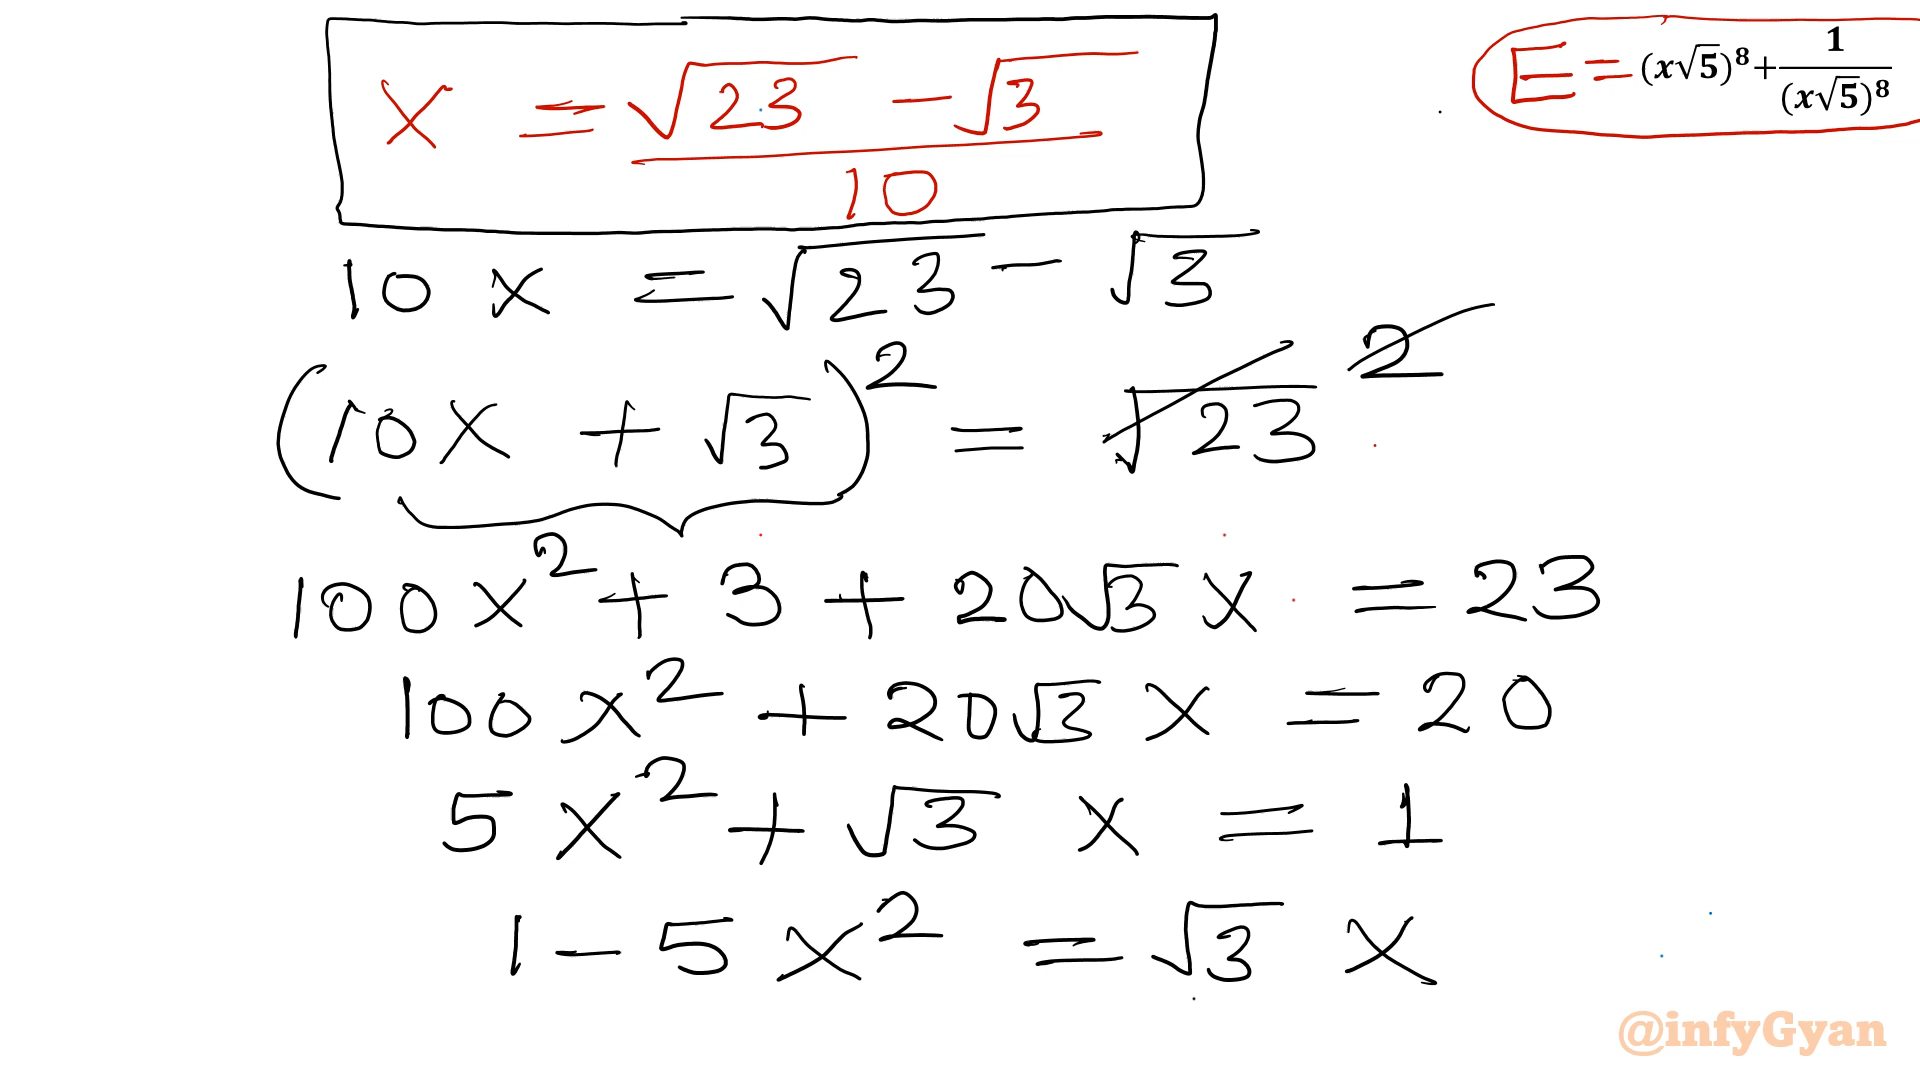 x = (√23 − √3)/10
E = (x√5)⁸ + 1/(x√5)⁸
10x = √23 − √3
(10x + √3)² = √23²
100x² + 3 + 20√3 x = 23
100x² + 20√3 x = 20
5x² + √3 x = 1
1 − 5x² = √3 x
@infyGyan